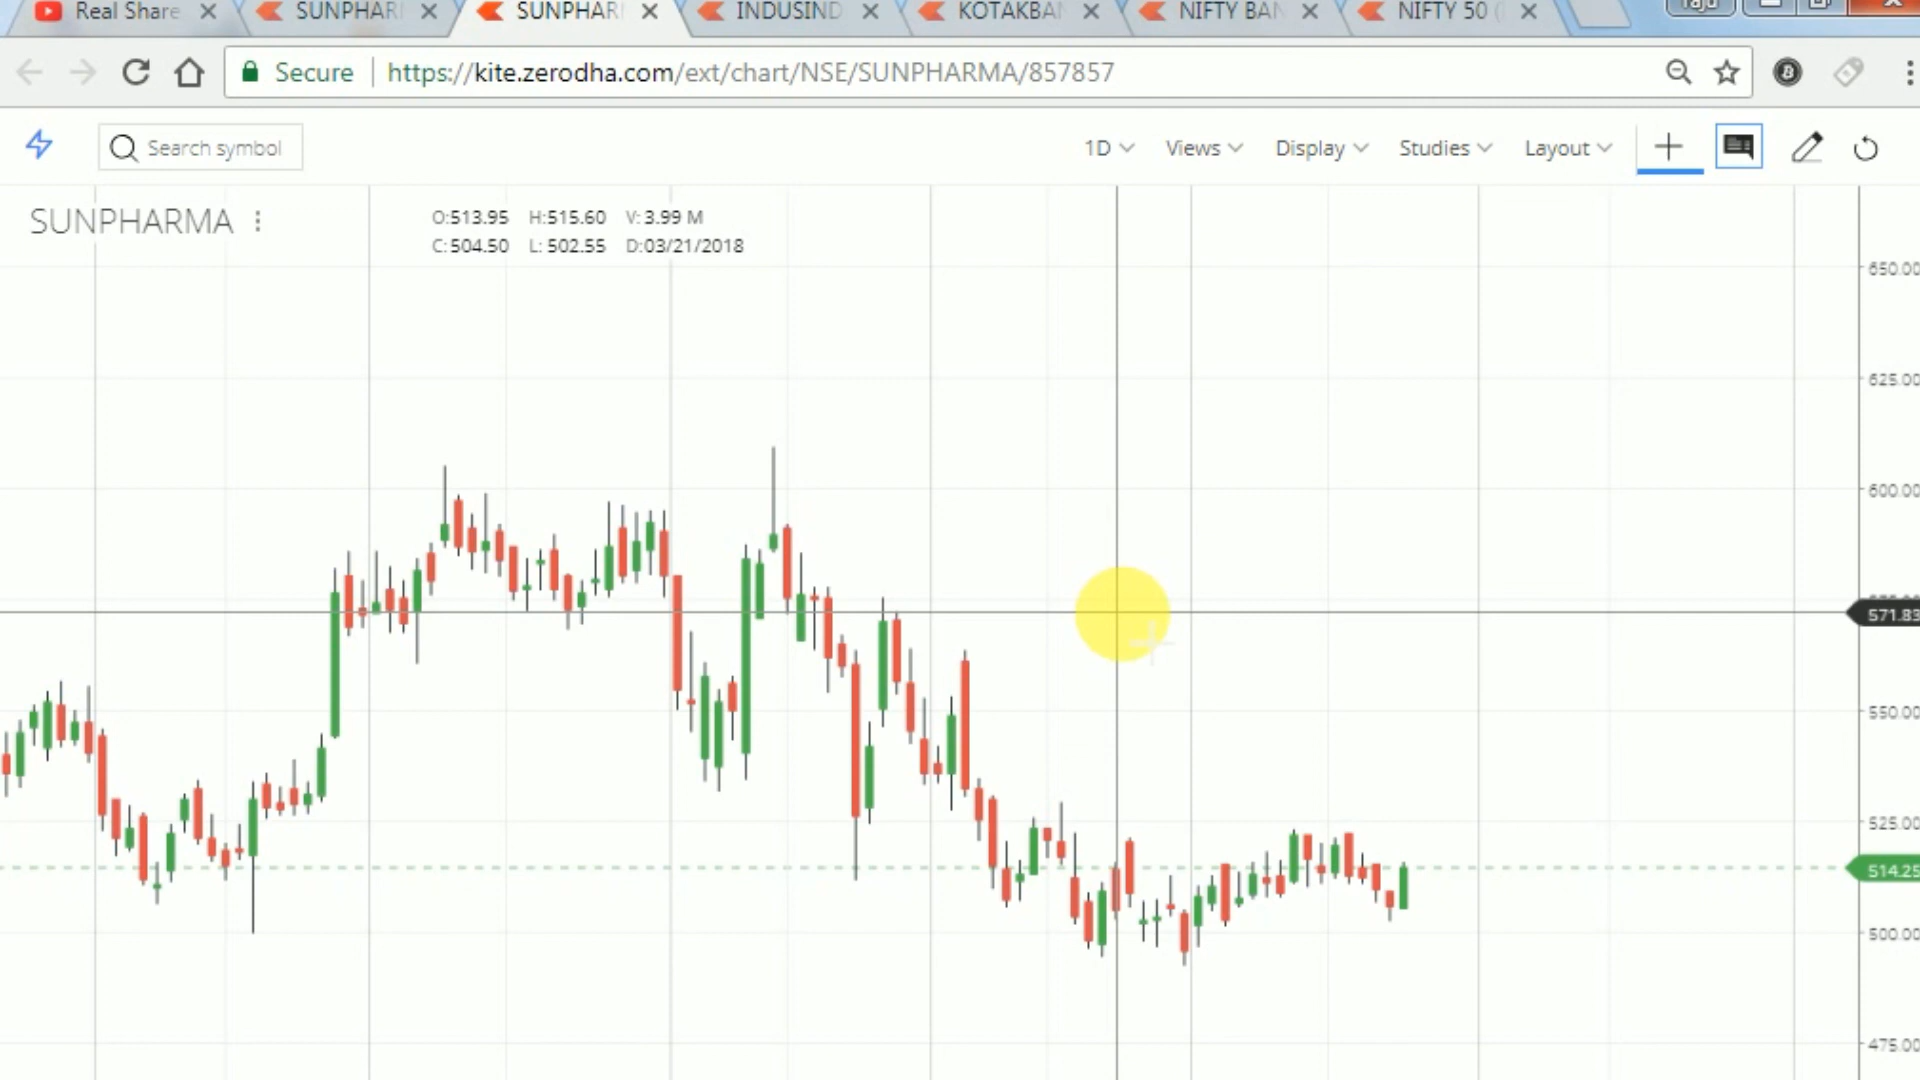 Real Share SUNPHAR SUNPHAR INDUSIND KOTAKBA NIFTY BAN NIFTY 50 (
Secure https://kite.zerodha.com/ext/chart/NSE/SUNPHARMA/857857
Search symbol 1D Views Display Studies Layout
SUNPHARMA
O:513.95 H:515.60 V: 3.99 M
C:504.50 L: 502.55 D:03/21/2018
650.00
625.00
600.00
571.83
550.00
525.00
514.25
500.00
475.00